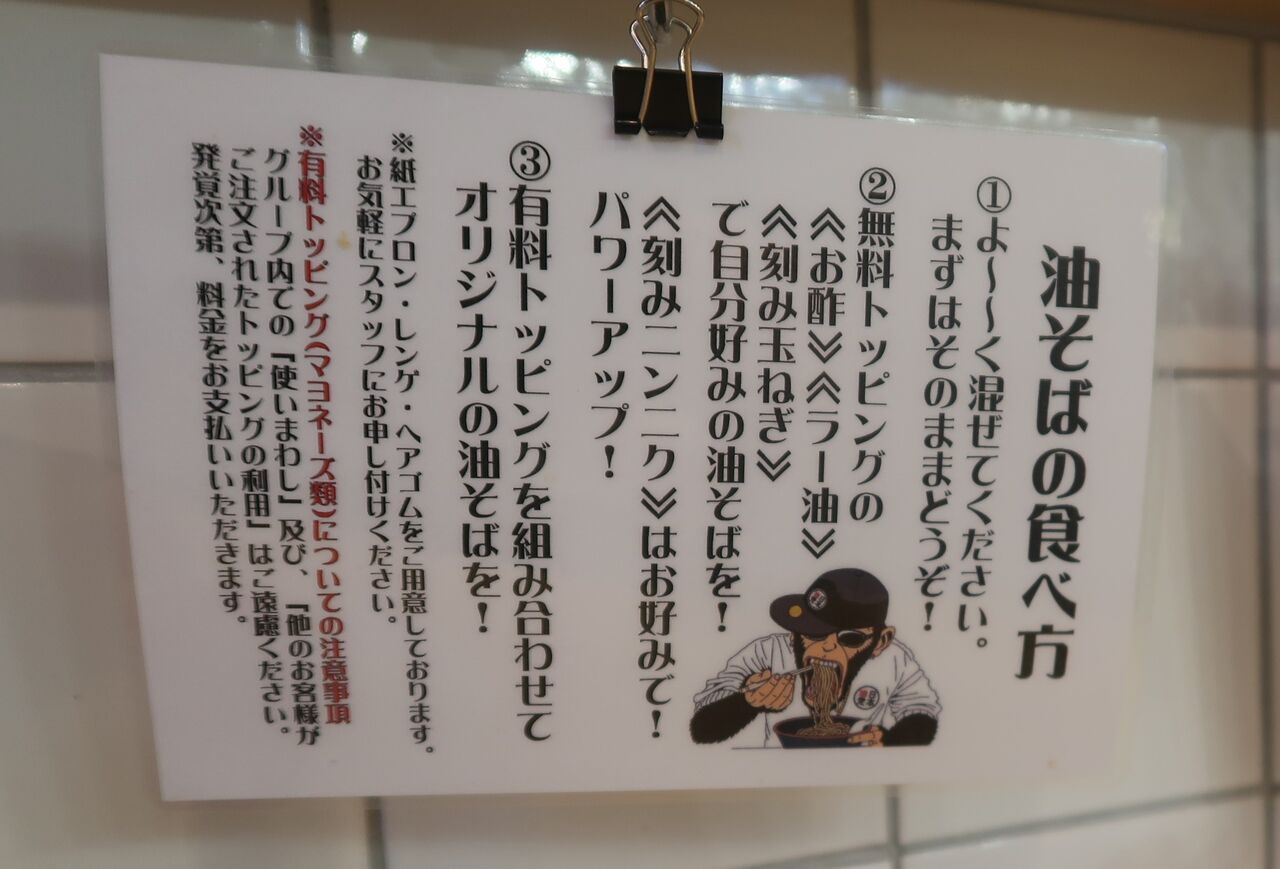 油そばの食べ方
①よ〜〜く混ぜてください。
まずはそのままどうぞ！
②無料トッピングの
《お酢》《ラー油》
《刻み玉ねぎ》
で自分好みの油そばを！
《刻みニンニク》はお好みで！
パワーアップ！
③有料トッピングを組み合わせて
オリジナルの油そばを！
※紙エプロン・レンゲ・ヘアゴムをご用意しております。
お気軽にスタッフにお申し付けください。
※有料トッピング(マヨネーズ類)についての注意事項
グループ内での『使いまわし』及び、『他のお客様が
ご注文されたトッピングの利用』はご遠慮ください。
発覚次第、料金をお支払いいただきます。